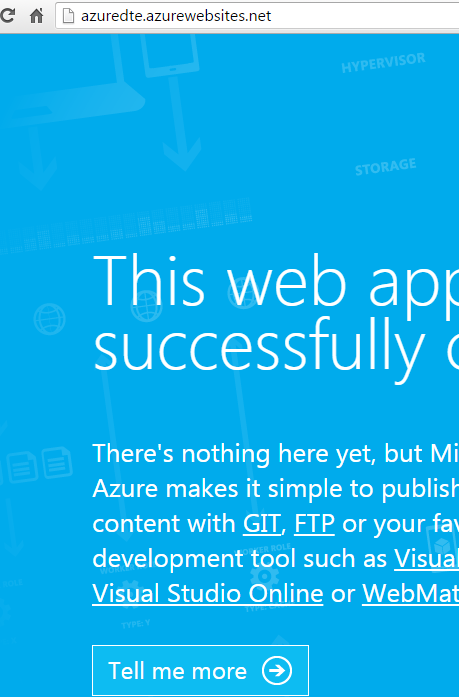 azuredte.azurewebsites.net
HYPERVISOR
STORAGE
This web app
successfully
There's nothing here yet, but Mi
Azure makes it simple to publish
content with GIT, FTP or your fav
development tool such as Visual
Visual Studio Online or WebMat
TYPE: Y
Tell me more